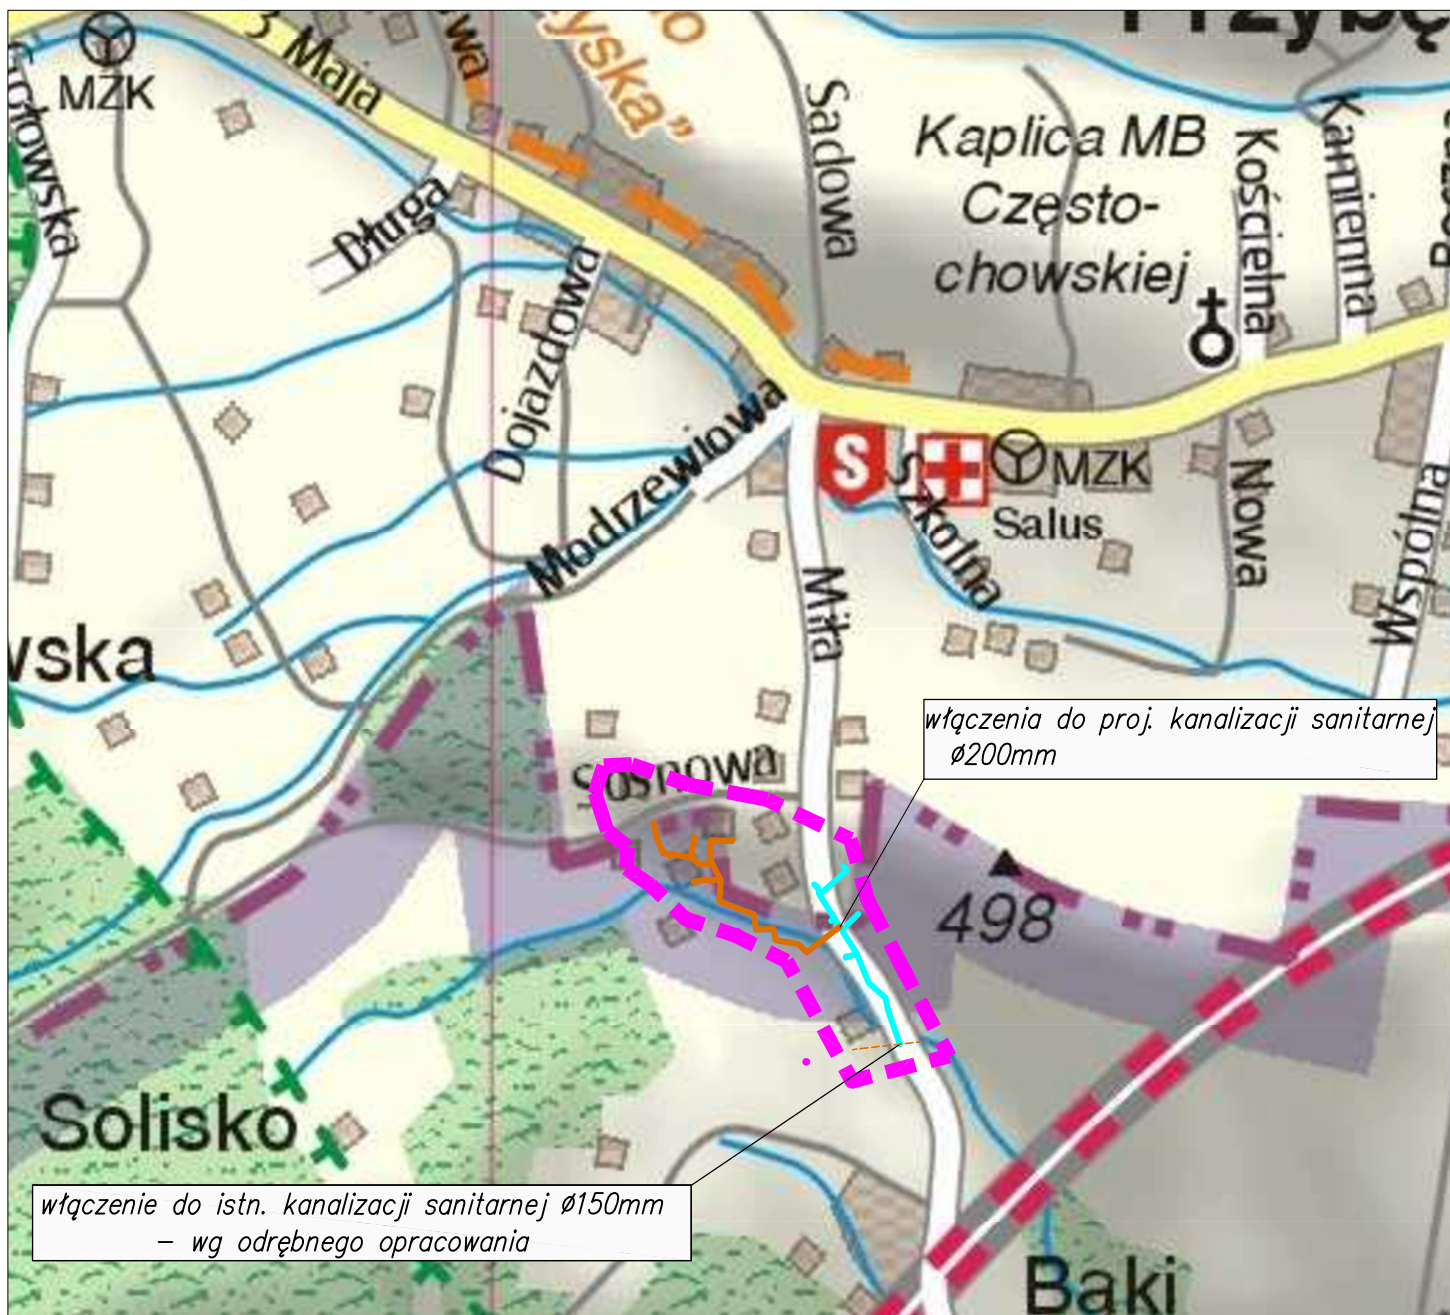 MZK
3 Maja
yska”
Sadowa
Kaplica MB
Często-
chowskiej
Kościelna
Kamienna
Długa
Dojazdowa
Modrzewiowa
S
Szkolna
MZK
Salus
Nowa
Wspólna
Miła
wska
Sosnowa
włączenia do proj. kanalizacji sanitarnej
ø200mm
498
Solisko
włączenie do istn. kanalizacji sanitarnej ø150mm
– wg odrębnego opracowania
Baki